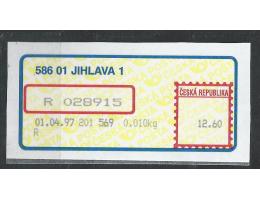 586 01 JIHLAVA 1
R 028915
ČESKÁ REPUBLIKA
01.04.97 201 569 0.010kg
12.60
R